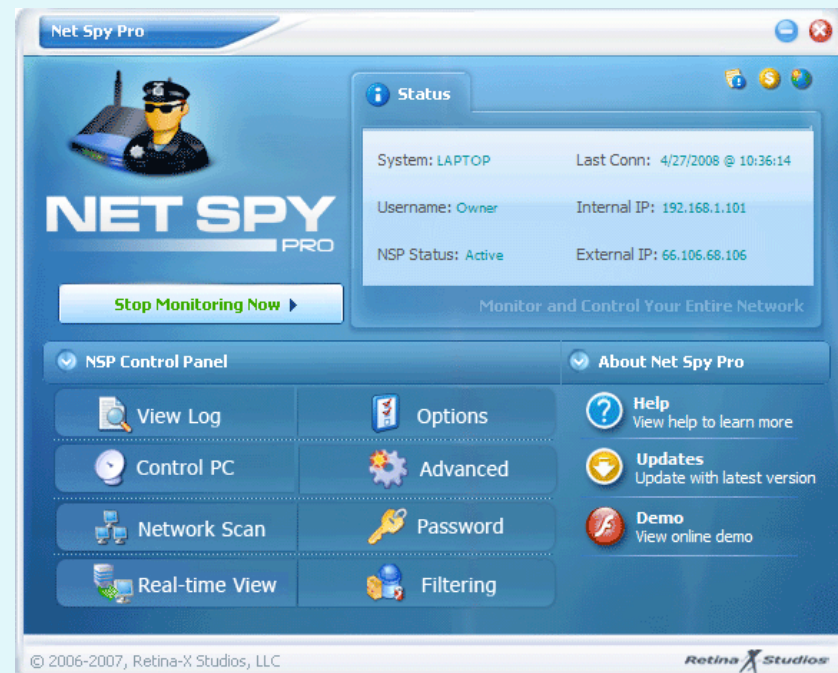 Net Spy Pro
Status
System: LAPTOP
Last Conn: 4/27/2008 @ 10:36:14
Username: Owner
Internal IP: 192.168.1.101
NSP Status: Active
External IP: 66.106.68.106
Monitor and Control Your Entire Network
NET SPY
PRO
Stop Monitoring Now
NSP Control Panel
View Log
Options
Control PC
Advanced
Network Scan
Password
Real-time View
Filtering
About Net Spy Pro
Help
View help to learn more
Updates
Update with latest version
Demo
View online demo
© 2006-2007, Retina-X Studios, LLC
Retina X Studios